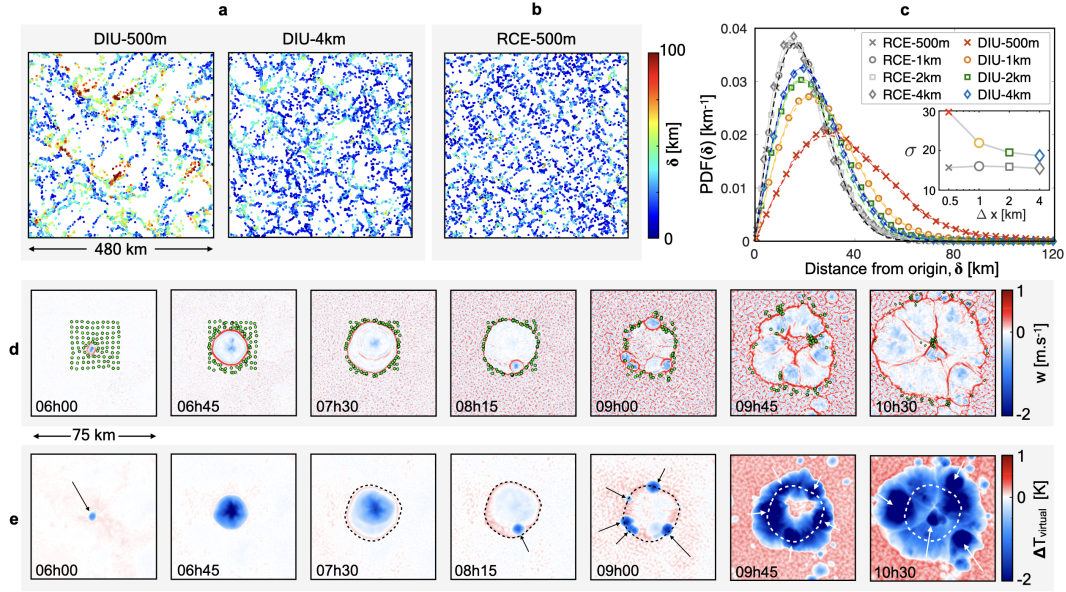 a
DIU-500m
DIU-4km
480 km
b
RCE-500m
100
δ [km]
0
c
0.04
0.03
0.02
0.01
0
PDF(δ) [km⁻¹]
0
40
80
120
Distance from origin, δ [km]
RCE-500m
RCE-1km
RCE-2km
RCE-4km
DIU-500m
DIU-1km
DIU-2km
DIU-4km
30
20
10
σ
0.5
1
2
4
Δ x [km]
d
06h00
06h45
07h30
08h15
09h00
09h45
10h30
1
0
-2
w [m.s⁻¹]
75 km
e
06h00
06h45
07h30
08h15
09h00
09h45
10h30
1
0
-2
ΔTvirtual [K]